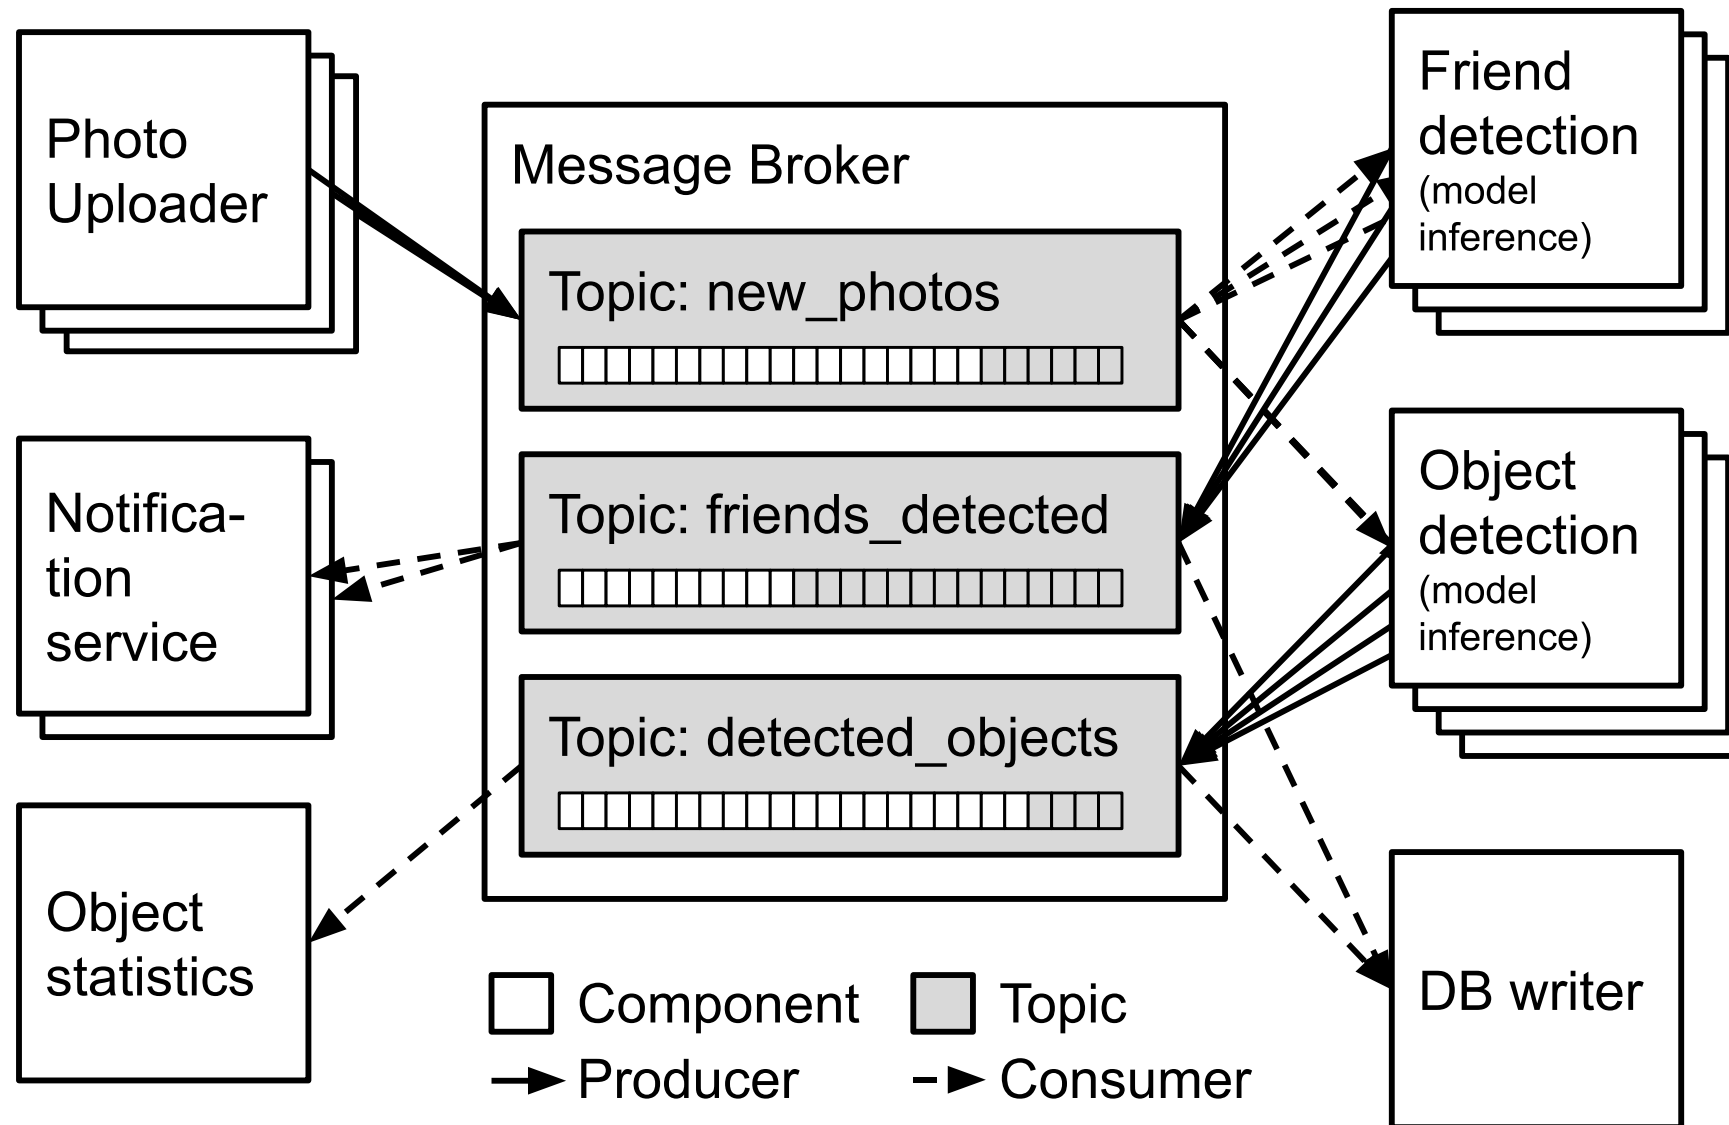 Photo
Uploader
Message Broker
Topic: new_photos
Topic: friends_detected
Topic: detected_objects
Friend
detection
(model
inference)
Notifica-
tion
service
Object
detection
(model
inference)
Object
statistics
DB writer
Component
Topic
Producer
Consumer